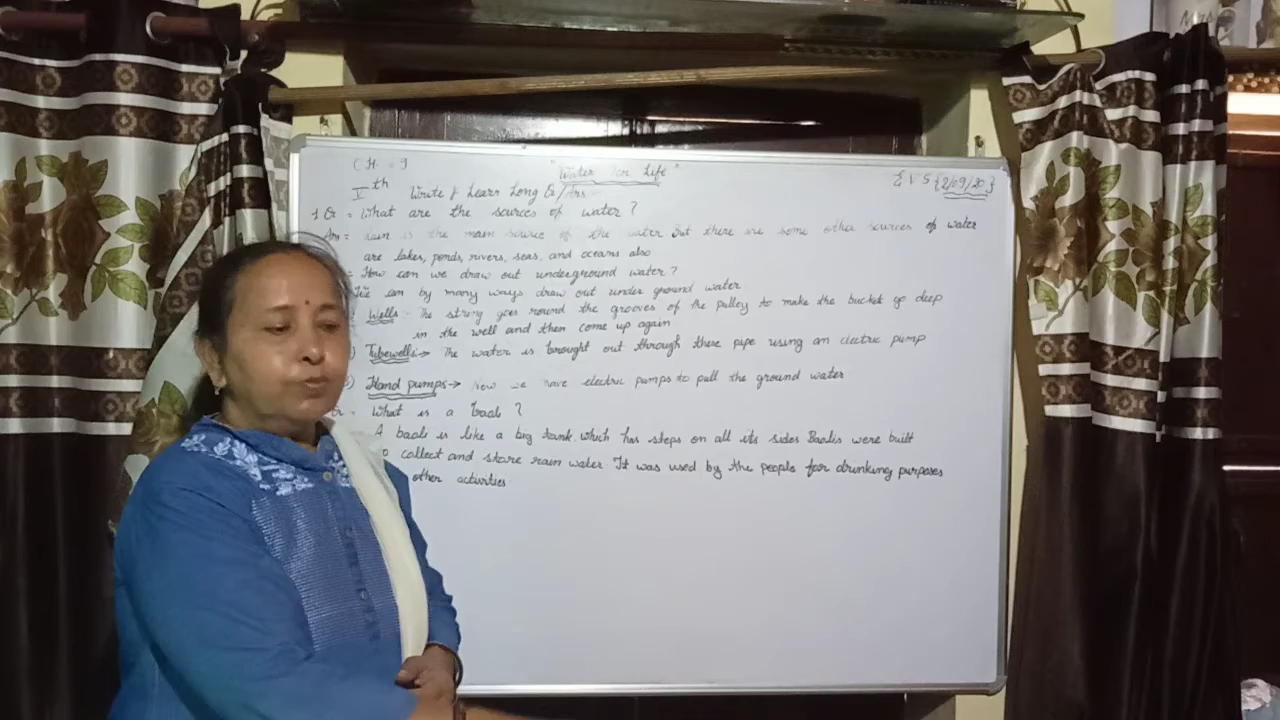 CH = 9 "Water for Life" E V S {2/09/20}
Vth Write & Learn Long Q/Ans
1 Q = What are the sources of water ?
Ans = Rain is the main source of the water But there are some other sources of water
are lakes, ponds, rivers, seas, and oceans also
= How can we draw out underground water ?
We can by many ways draw out under ground water
Wells - The string goes round the grooves of the pulley to make the bucket go deep
in the well and then come up again
) Tubewells → The water is brought out through these pipe using an electric pump
) Hand pumps → Now we have electric pumps to pull the ground water
= What is a baoli ?
A baoli is like a big tank which has steps on all its sides Baolis were built
to collect and store rain water. It was used by the people for drinking purposes
other activities